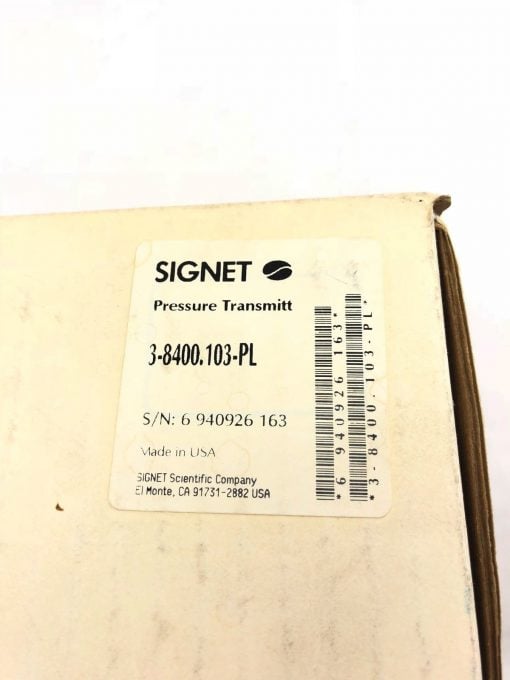 SIGNET
Pressure Transmitt
3-8400.103-PL
S/N: 6 940926 163
Made in USA
SIGNET Scientific Company
El Monte, CA 91731-2882 USA
*6 940926 163*
*3-8400.103-PL*